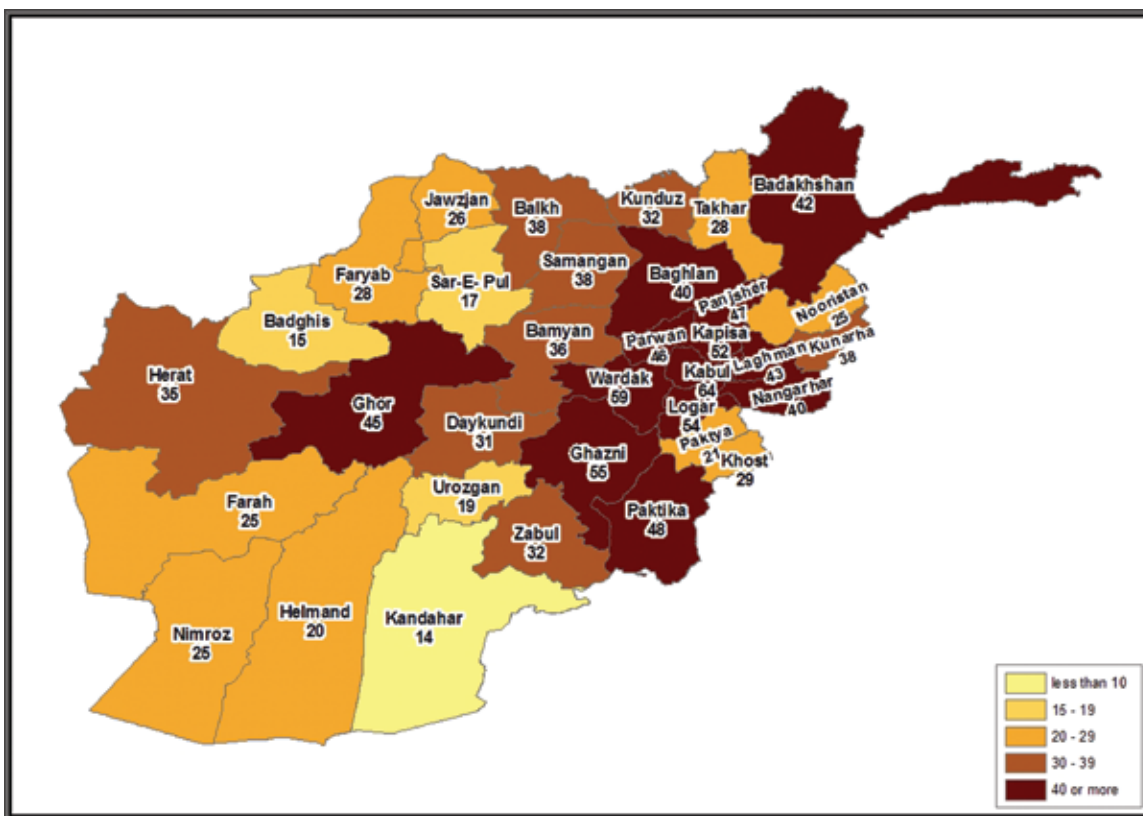 Badakhshan
42
Jawzjan
26
Balkh
38
Kunduz
32
Takhar
28
Samangan
38
Baghlan
40
Faryab
28
Sar-E- Pul
17
Panjsher
47
Nooristan
25
Badghis
15
Bamyan
36
Parwan
46
Kapisa
52
Laghman
43
Kunarha
38
Herat
35
Ghor
45
Wardak
59
Kabul
64
Nangarhar
40
Logar
54
Daykundi
31
Paktya
21
Khost
29
Ghazni
55
Urozgan
19
Farah
25
Paktika
48
Zabul
32
Helmand
20
Kandahar
14
Nimroz
25
less than 10
15 - 19
20 - 29
30 - 39
40 or more